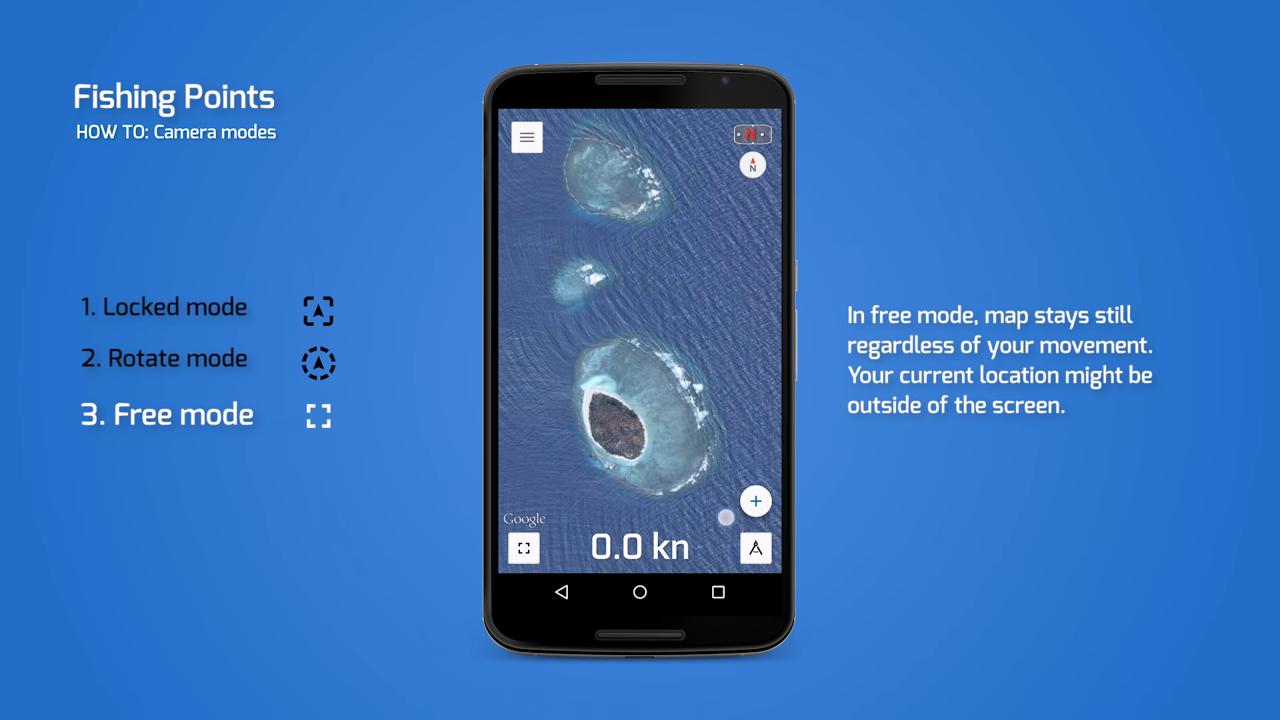 Fishing Points
HOW TO: Camera modes
1. Locked mode
2. Rotate mode
3. Free mode
N
N
Google
0.0 kn
In free mode, map stays still
regardless of your movement.
Your current location might be
outside of the screen.